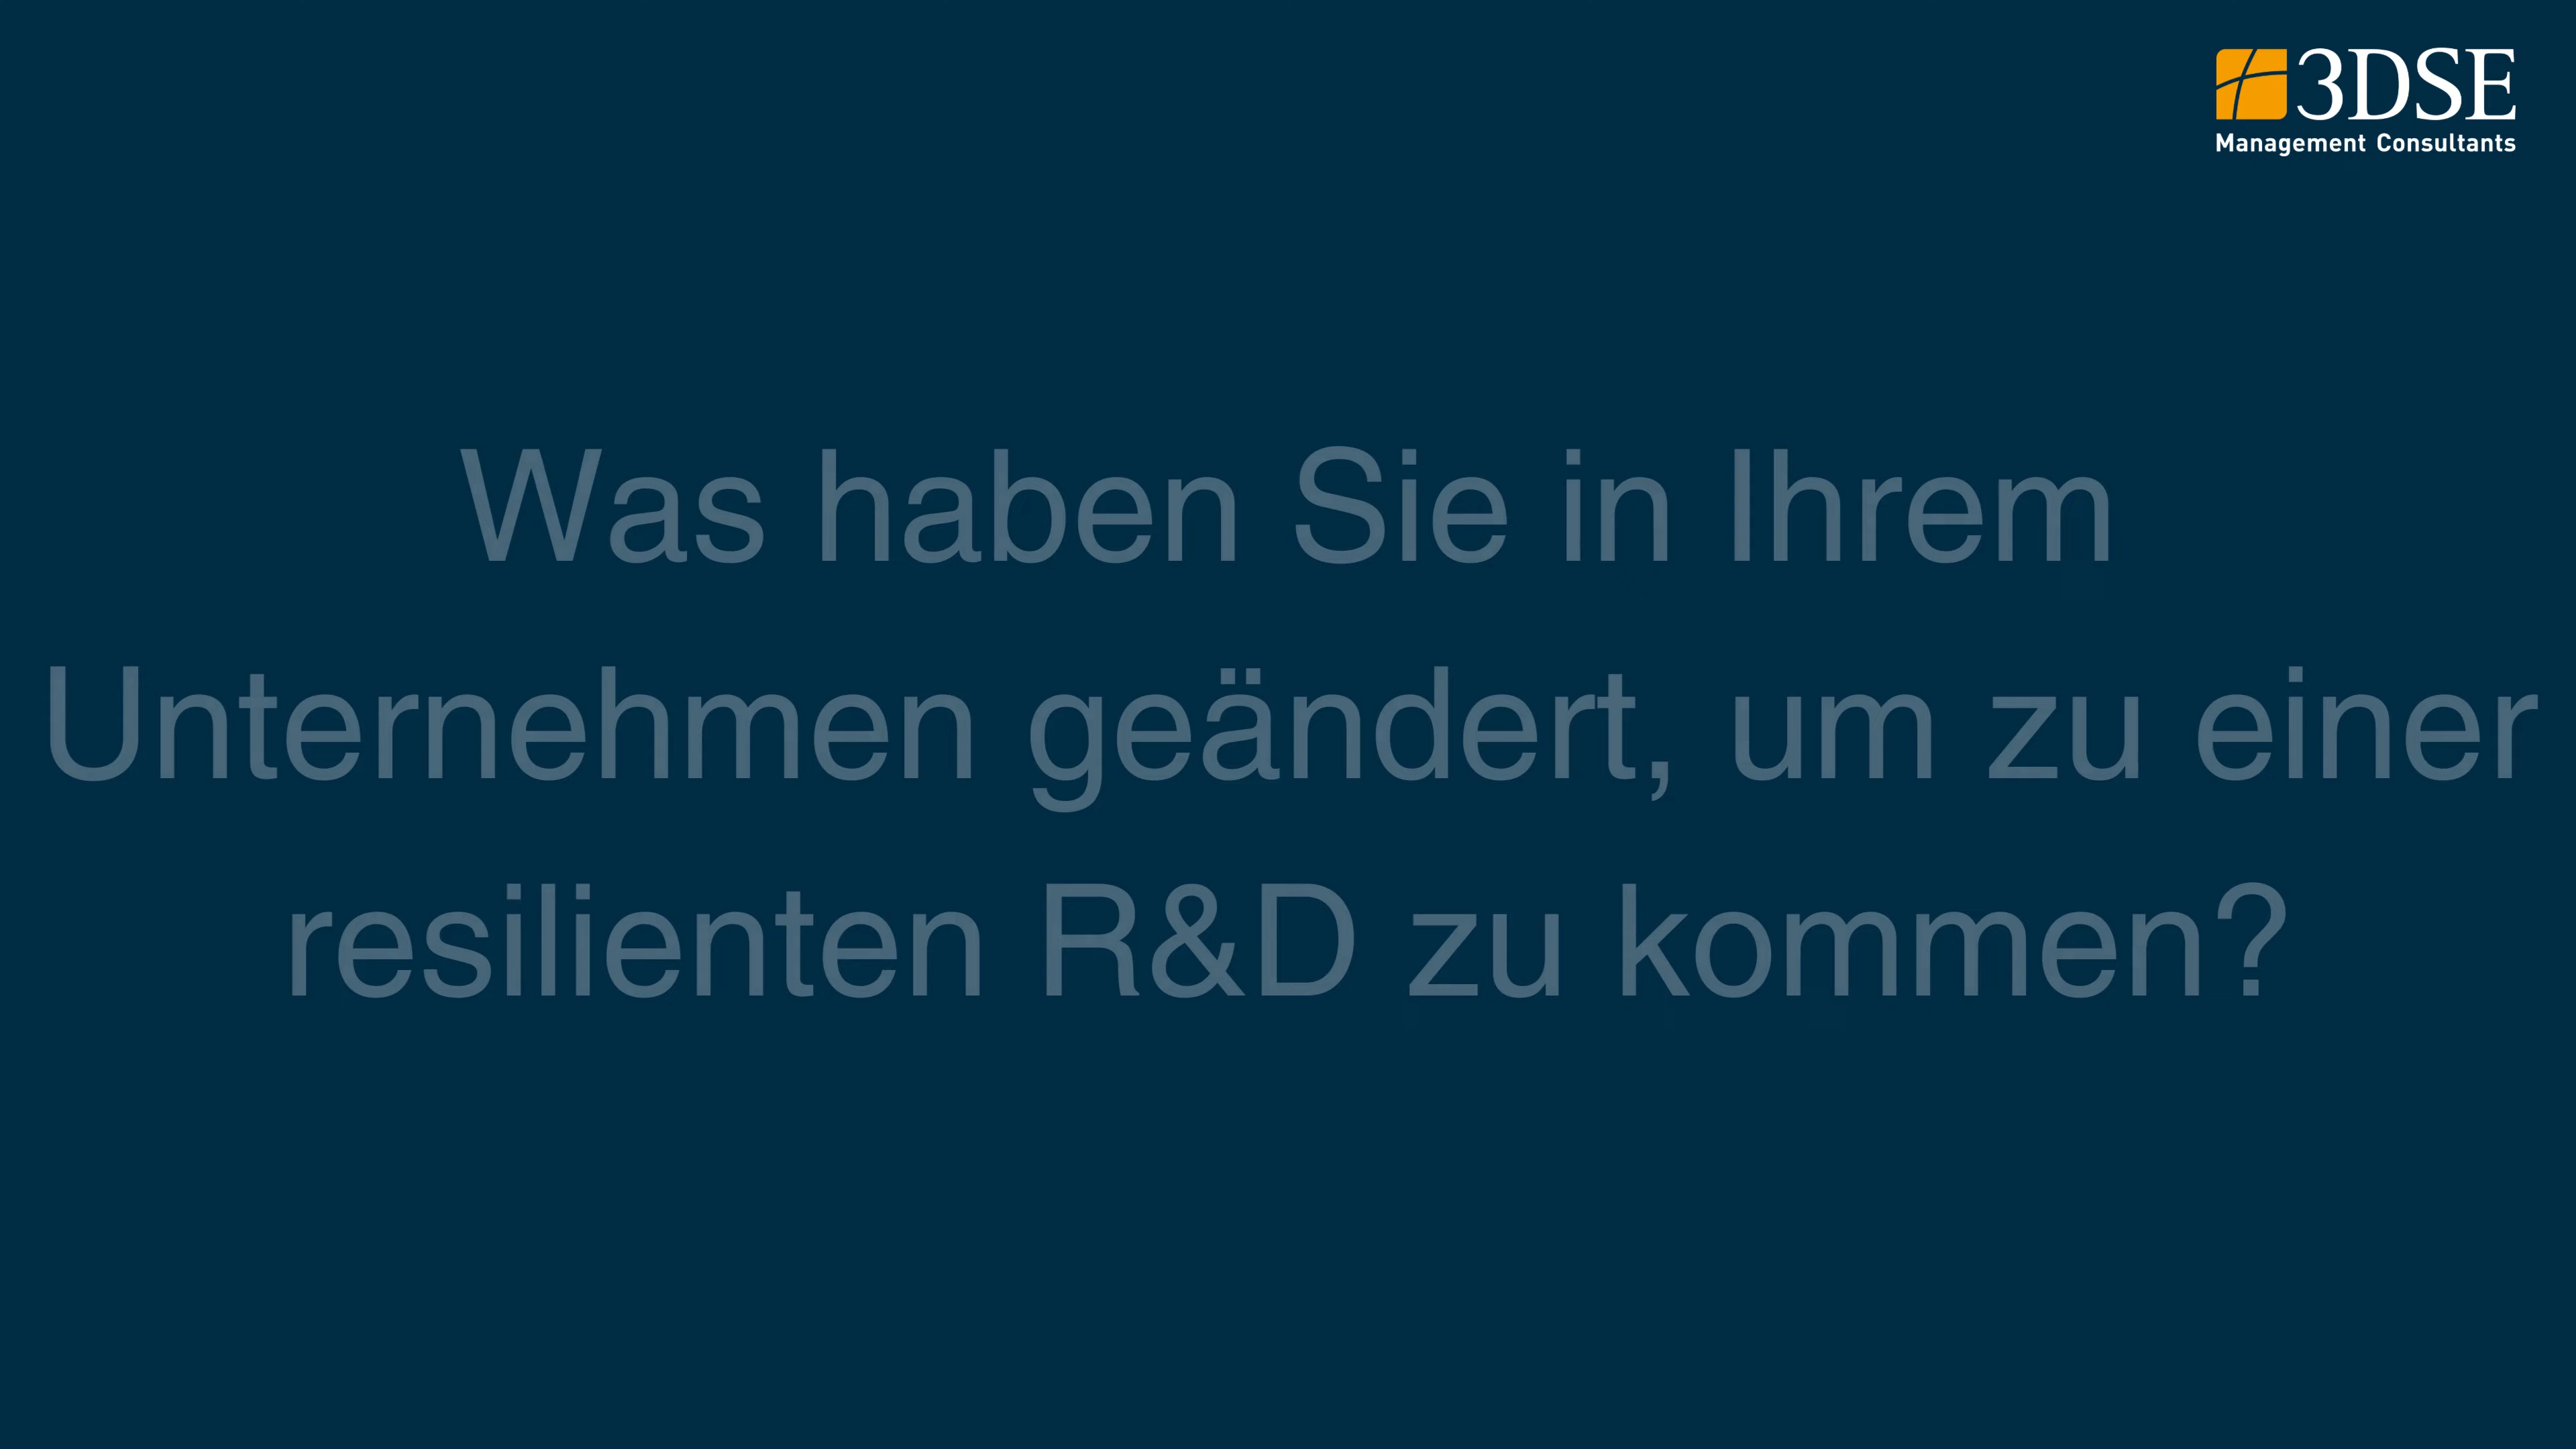 3DSE
Management Consultants
Was haben Sie in Ihrem
Unternehmen geändert, um zu einer
resilienten R&D zu kommen?